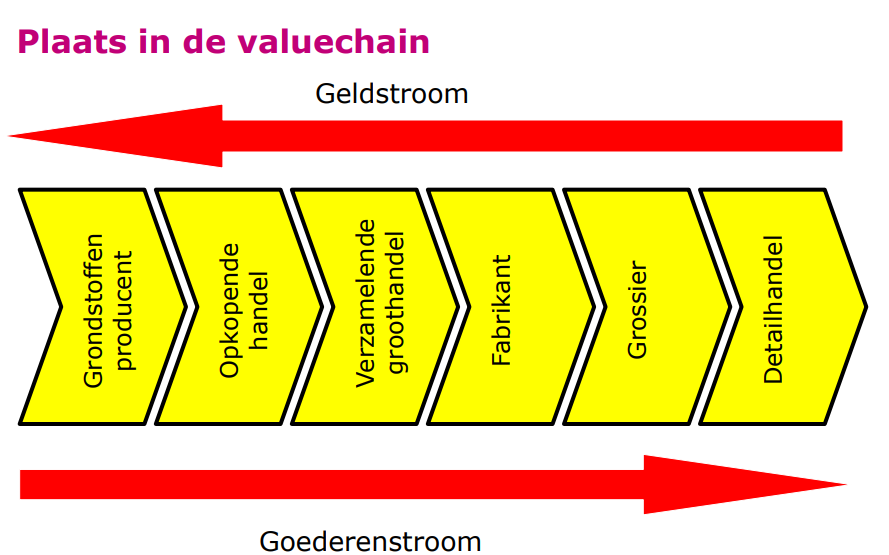 Plaats in de valuechain
Geldstroom
Grondstoffen
producent
Opkopende
handel
Verzamelende
groothandel
Fabrikant
Grossier
Detailhandel
Goederenstroom